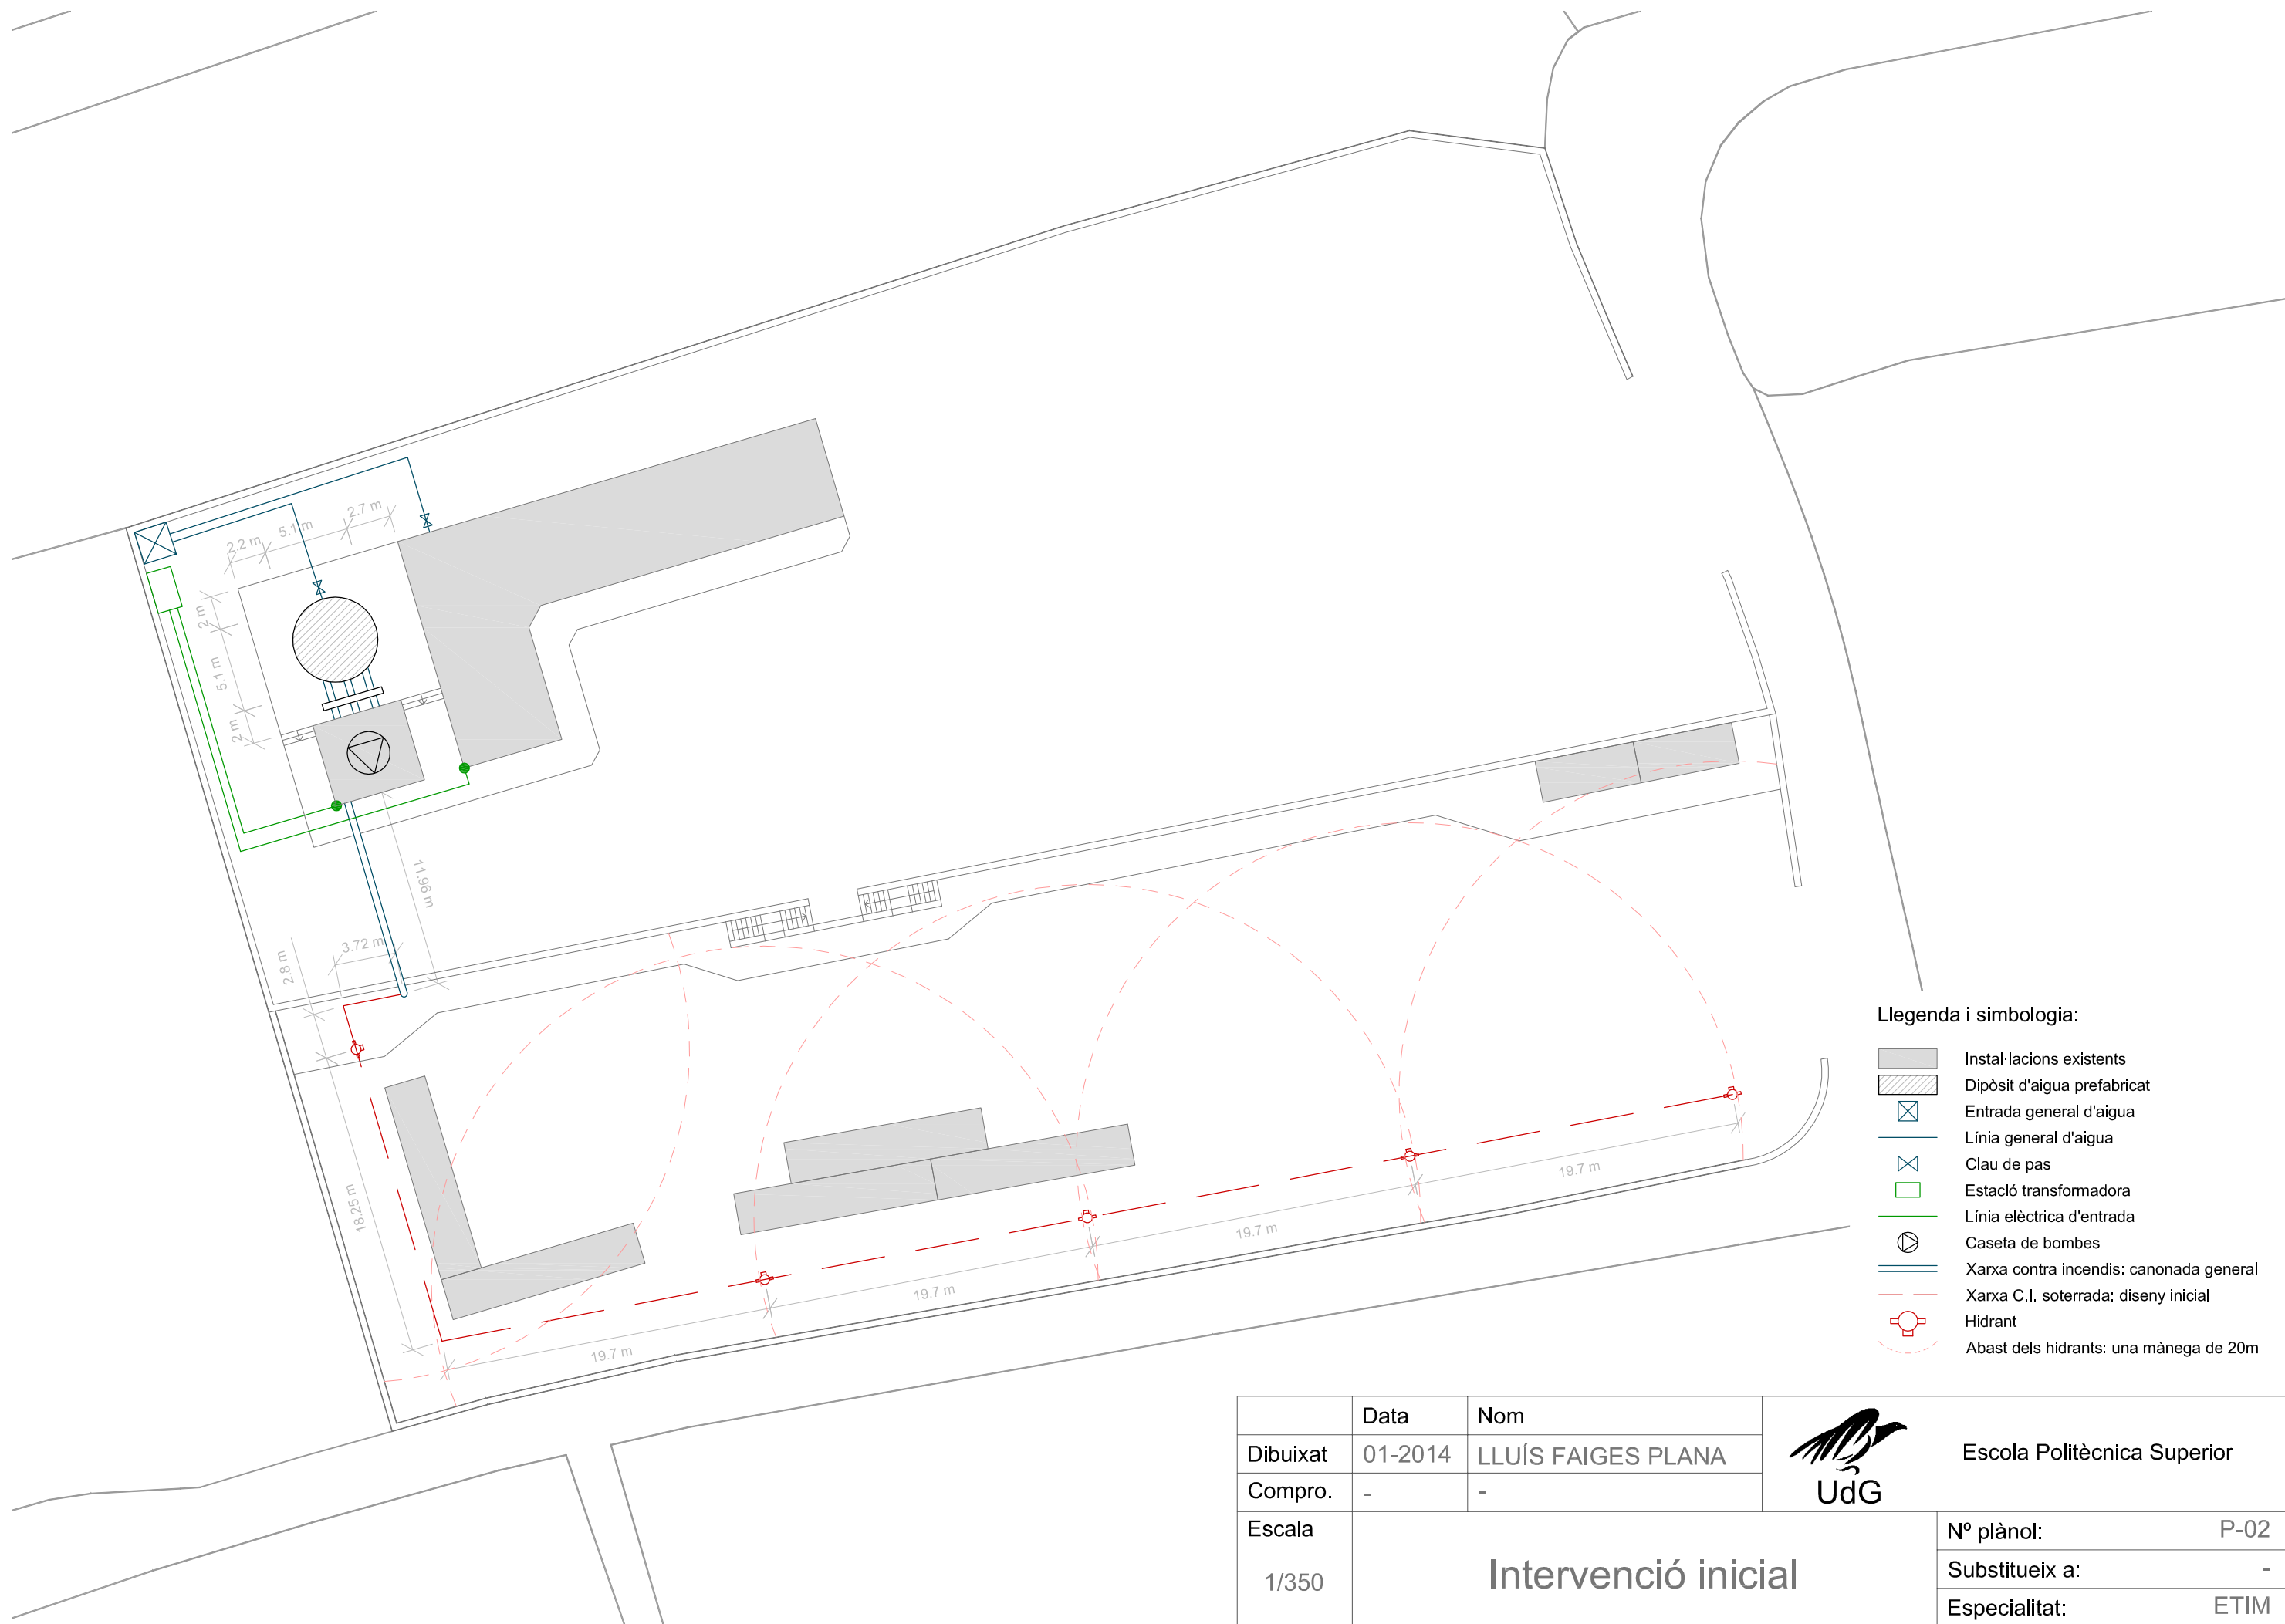 2.2 m
5.1 m
2.7 m
2 m
5.1 m
2 m
11.96 m
3.72 m
2.8 m
18.25 m
19.7 m
19.7 m
19.7 m
19.7 m
Llegenda i simbologia:
Instal·lacions existents
Dipòsit d'aigua prefabricat
Entrada general d'aigua
Línia general d'aigua
Clau de pas
Estació transformadora
Línia elèctrica d'entrada
Caseta de bombes
Xarxa contra incendis: canonada general
Xarxa C.I. soterrada: diseny inicial
Hidrant
Abast dels hidrants: una mànega de 20m
Data Nom
Dibuixat 01-2014 LLUÍS FAIGES PLANA
Compro. - -
UdG
Escola Politècnica Superior
Escala
1/350
Intervenció inicial
Nº plànol: P-02
Substitueix a: -
Especialitat: ETIM